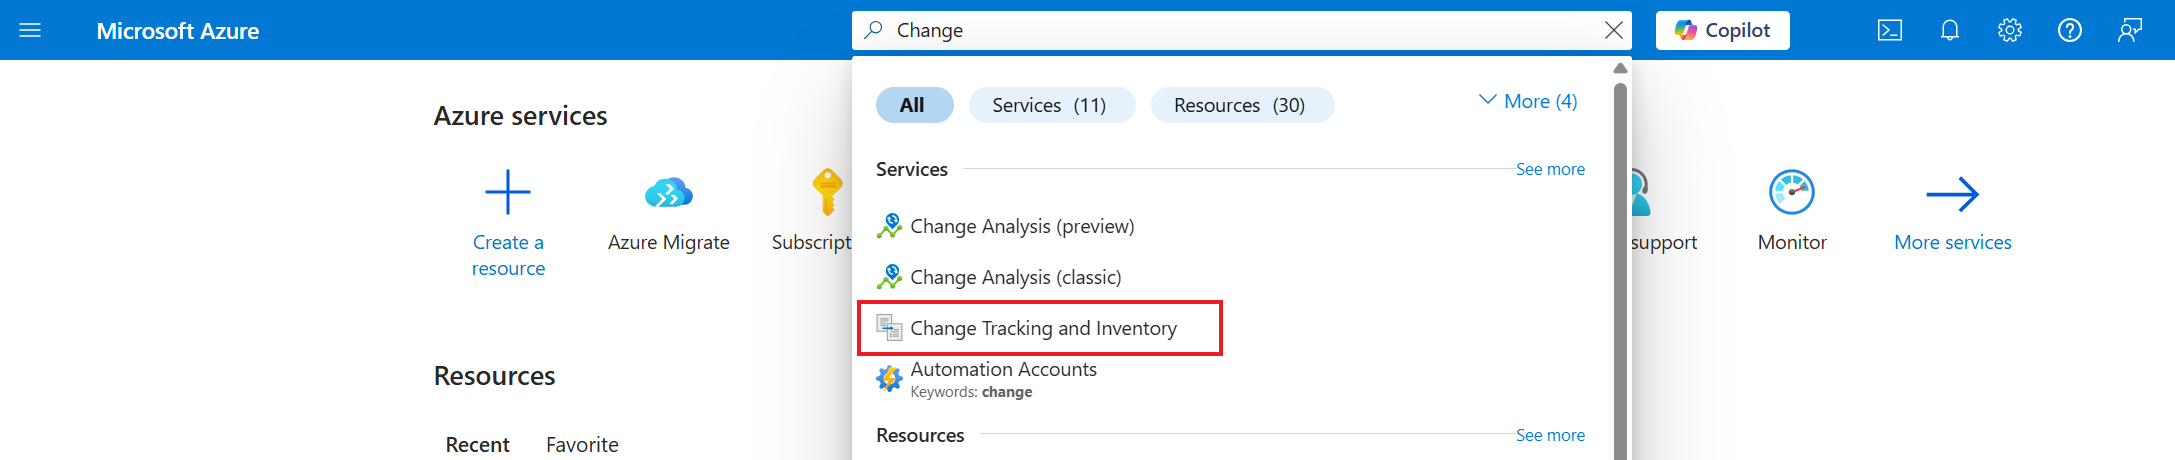 Microsoft Azure
Change
Copilot
All
Services (11)
Resources (30)
More (4)
Azure services
Services
See more
Create a
resource
Azure Migrate
Subscript
Change Analysis (preview)
Change Analysis (classic)
Change Tracking and Inventory
Automation Accounts
Keywords: change
support
Monitor
More services
Resources
Recent
Favorite
Resources
See more